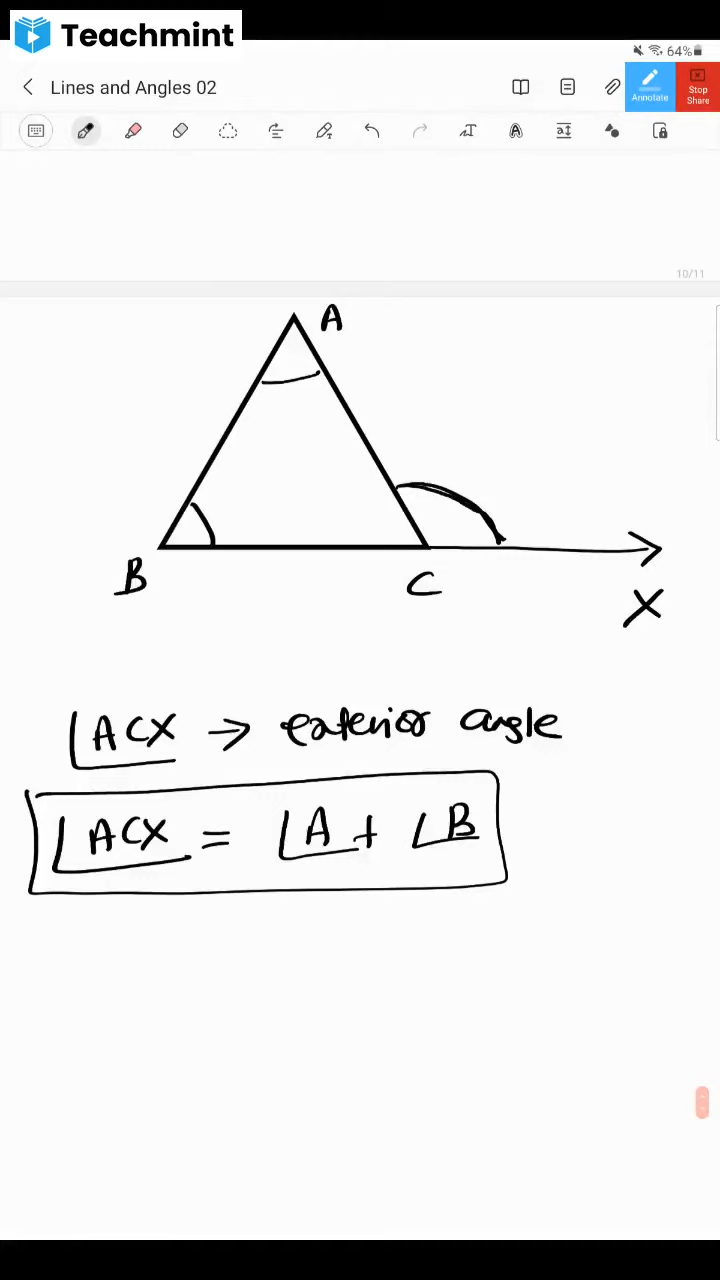 Teachmint
64%
Lines and Angles 02
Annotate
Stop
Share
10/11
A
B
C
X
∠ACX → exterior angle
∠ACX = ∠A + ∠B